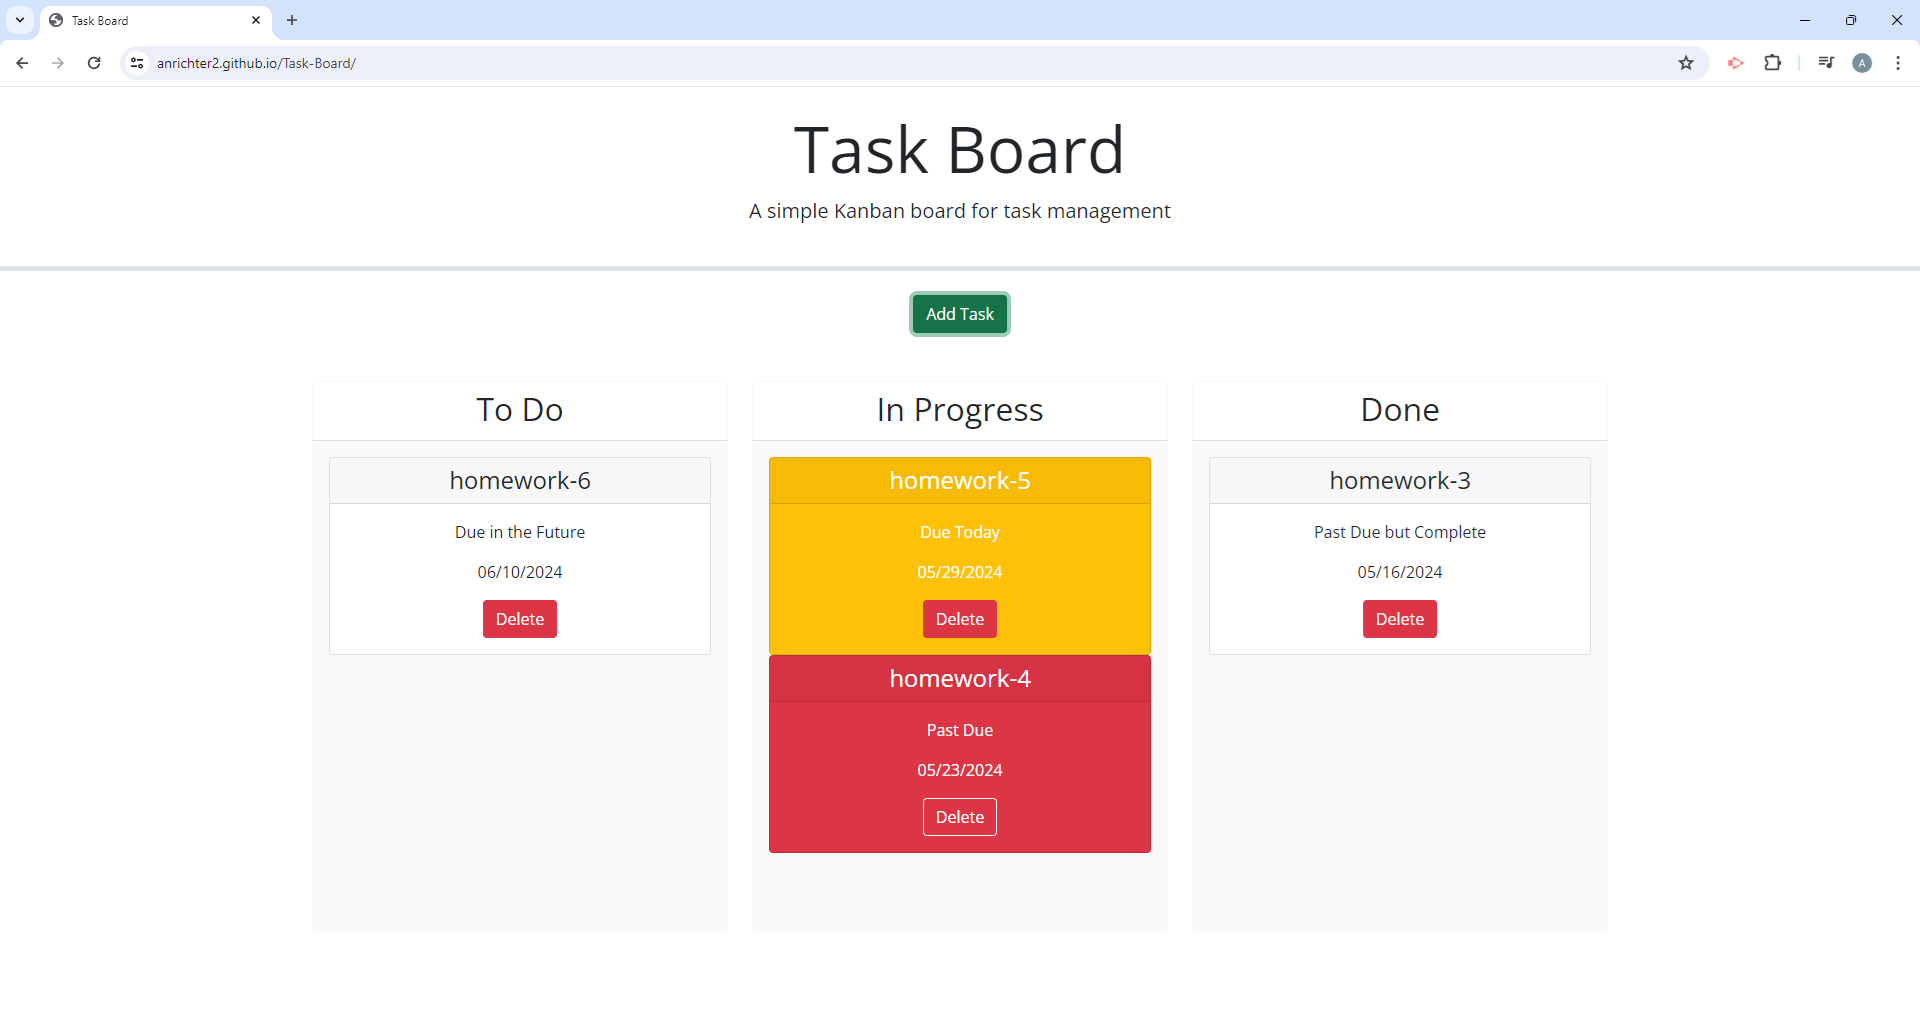 Task Board
anrichter2.github.io/Task-Board/
A
Task Board
A simple Kanban board for task management
Add Task
To Do
homework-6
Due in the Future
06/10/2024
Delete
In Progress
homework-5
Due Today
05/29/2024
Delete
homework-4
Past Due
05/23/2024
Delete
Done
homework-3
Past Due but Complete
05/16/2024
Delete